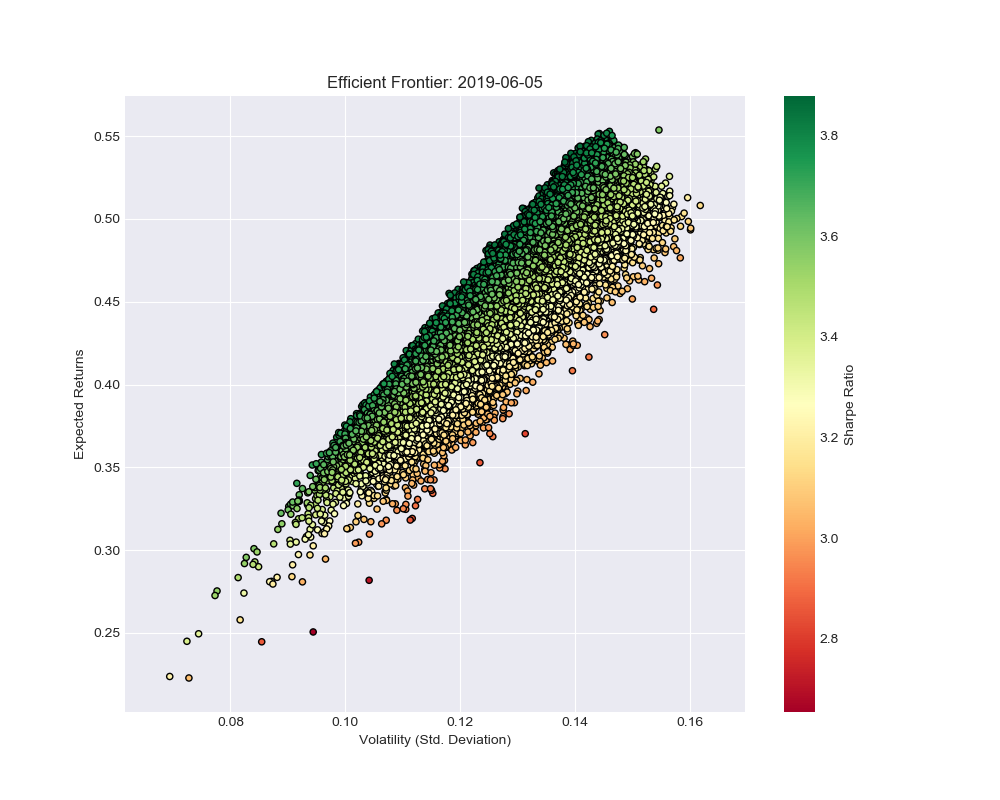 Efficient Frontier: 2019-06-05
Expected Returns
0.55
0.50
0.45
0.40
0.35
0.30
0.25
0.08 0.10 0.12 0.14 0.16
Volatility (Std. Deviation)
3.8
3.6
3.4
3.2
3.0
2.8
Sharpe Ratio